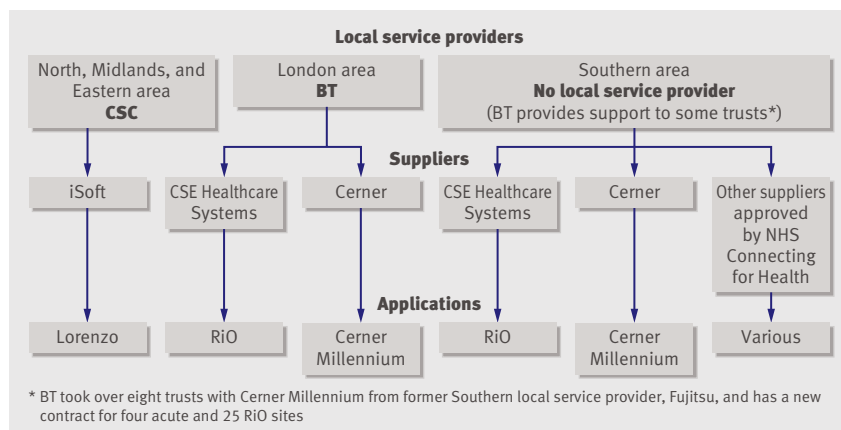 Local service providers
North, Midlands, and
Eastern area
CSC
London area
BT
Southern area
No local service provider
(BT provides support to some trusts*)
Suppliers
iSoft
CSE Healthcare
Systems
Cerner
CSE Healthcare
Systems
Cerner
Other suppliers
approved
by NHS
Connecting
for Health
Applications
Lorenzo
RiO
Cerner
Millennium
RiO
Cerner
Millennium
Various
* BT took over eight trusts with Cerner Millennium from former Southern local service provider, Fujitsu, and has a new
contract for four acute and 25 RiO sites